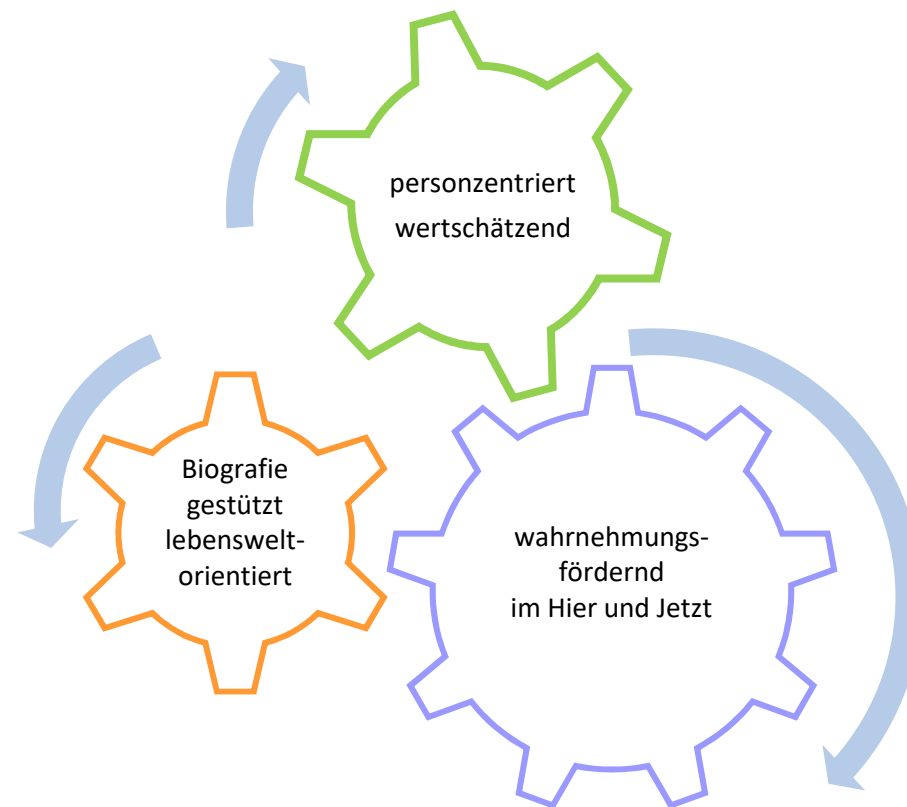 personzentriert
wertschätzend
Biografie
gestützt
lebenswelt-
orientiert
wahrnehmungs-
fördernd
im Hier und Jetzt